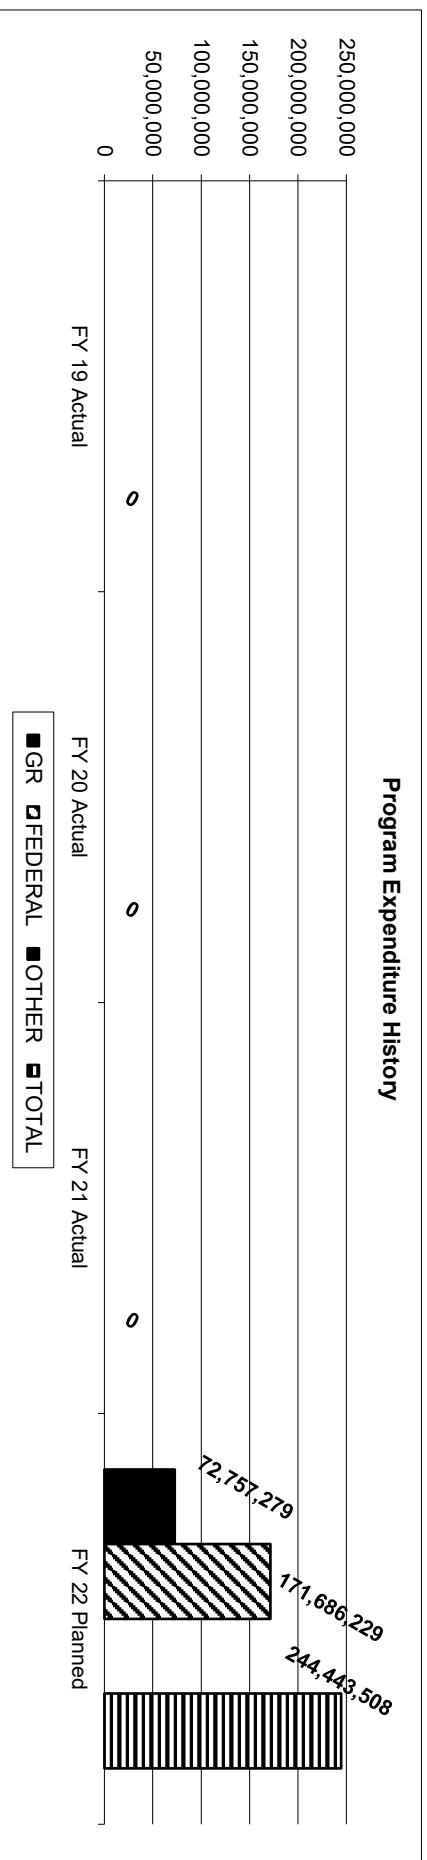 Program Expenditure History
250,000,000
200,000,000
150,000,000
100,000,000
50,000,000
0
0
0
0
72,757,279
171,686,229
244,443,508
FY 19 Actual
FY 20 Actual
FY 21 Actual
FY 22 Planned
GR FEDERAL OTHER TOTAL